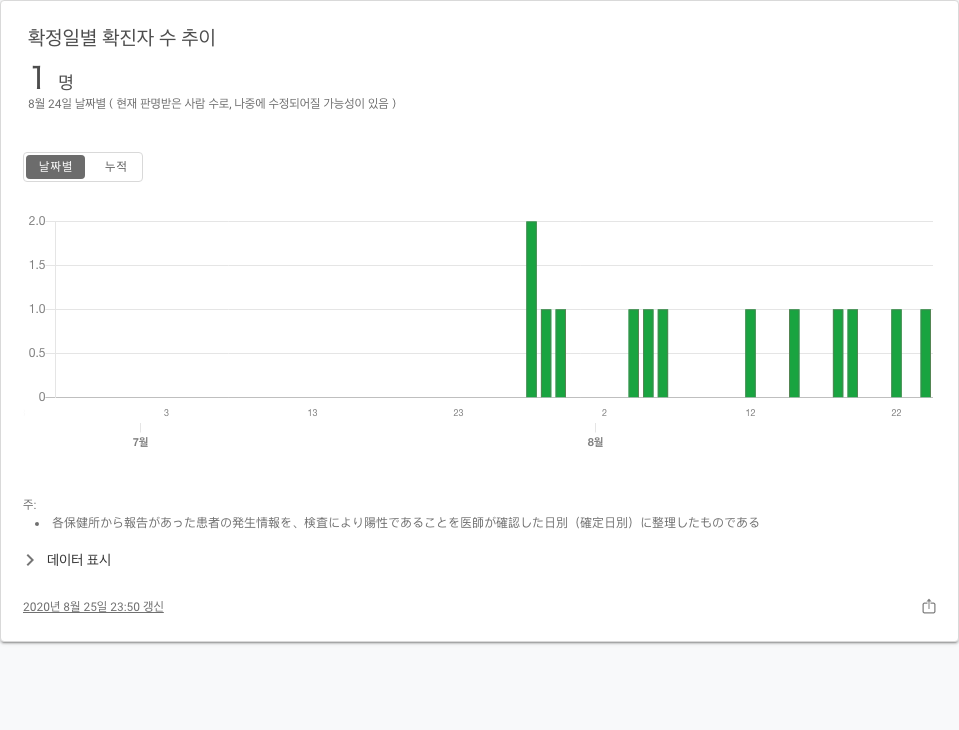 확정일별 확진자 수 추이
1 명
8월 24일 날짜별 ( 현재 판명받은 사람 수로, 나중에 수정되어질 가능성이 있음 )
날짜별 누적
2.0
1.5
1.0
0.5
0
3 13 23 2 12 22
7월 8월
주:
• 各保健所から報告があった患者の発生情報を、検査により陽性であることを医師が確認した日別（確定日別）に整理したものである
데이터 표시
2020년 8월 25일 23:50 갱신